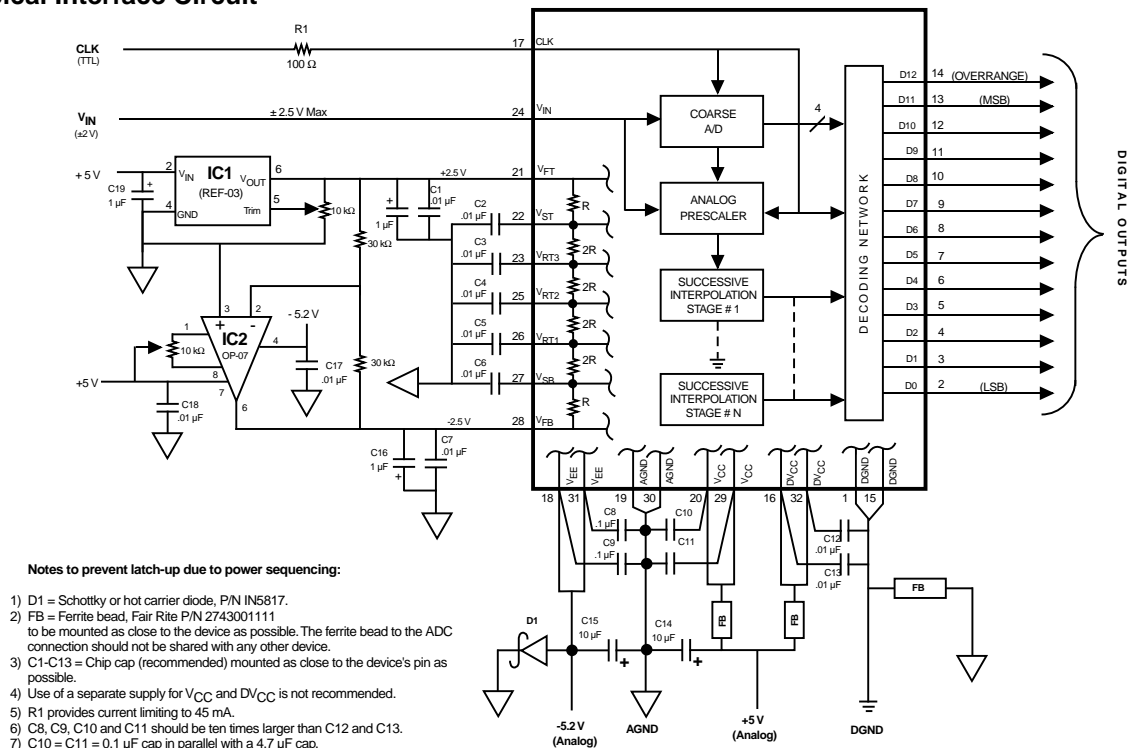 ical Interface Circuit
CLK
(TTL)
R1
100 Ω
17
CLK
VIN
(±2 V)
± 2.5 V Max
24
VIN
+ 5 V
C19
1 µF
+
2
VIN
IC1
(REF-03)
VOUT
6
Trim
5
4
GND
10 kΩ
30 kΩ
+
1 µF
C1
.01 µF
+2.5 V
21
VFT
C2
.01 µF
22
VST
C3
.01 µF
23
VRT3
C4
.01 µF
25
VRT2
C5
.01 µF
26
VRT1
C6
.01 µF
27
VSB
-2.5 V
28
VFB
R
2R
2R
2R
2R
R
3
2
+
-
IC2
OP-07
1
10 kΩ
8
7
6
4
- 5.2 V
C17
.01 µF
30 kΩ
+5 V
C18
.01 µF
C16
1 µF
+
C7
.01 µF
COARSE
A/D
4
ANALOG
PRESCALER
SUCCESSIVE
INTERPOLATION
STAGE # 1
SUCCESSIVE
INTERPOLATION
STAGE # N
DECODING NETWORK
D12 14 (OVERRANGE)
D11 13 (MSB)
D10 12
D9 11
D8 10
D7 9
D6 8
D5 7
D4 6
D3 5
D2 4
D1 3
D0 2 (LSB)
DIGITAL OUTPUTS
VEE
VEE
AGND
AGND
VCC
VCC
DVCC
DVCC
DGND
DGND
18 31 19 30 20 29 16 32 1 15
C8
.1 µF
C10
C9
.1 µF
C11
C12
.01 µF
C13
.01 µF
FB
FB
FB
D1
C15
10 µF
+
C14
10 µF
+
-5.2 V
(Analog)
AGND
+5 V
(Analog)
DGND
Notes to prevent latch-up due to power sequencing:
1) D1 = Schottky or hot carrier diode, P/N IN5817.
2) FB = Ferrite bead, Fair Rite P/N 2743001111
to be mounted as close to the device as possible. The ferrite bead to the ADC
connection should not be shared with any other device.
3) C1-C13 = Chip cap (recommended) mounted as close to the device's pin as
possible.
4) Use of a separate supply for VCC and DVCC is not recommended.
5) R1 provides current limiting to 45 mA.
6) C8, C9, C10 and C11 should be ten times larger than C12 and C13.
7) C10 = C11 = 0.1 µF cap in parallel with a 4.7 µF cap.